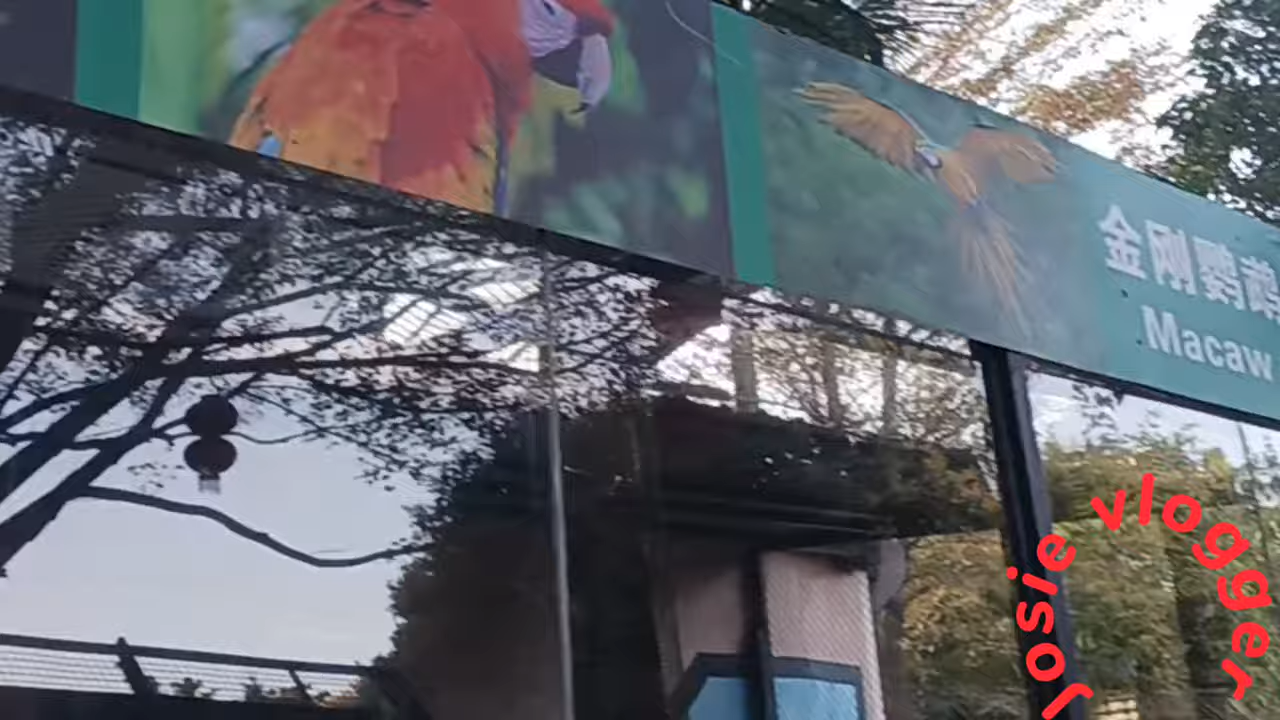 金刚鹦鹉
Macaw
Josie vlogger